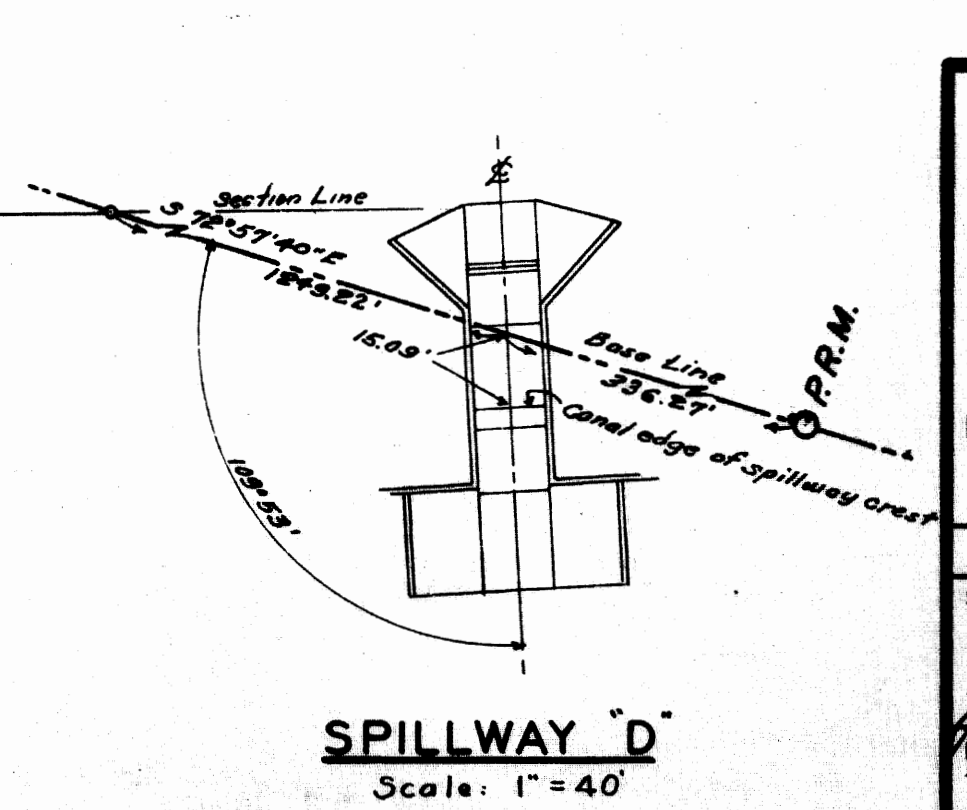 ℄
Section Line
S 72°57'40" E
1249.22'
15.09'
Base Line
336.27'
P.R.M.
Canal edge of spillway crest
109°53'
SPILLWAY "D"
Scale: 1" = 40'